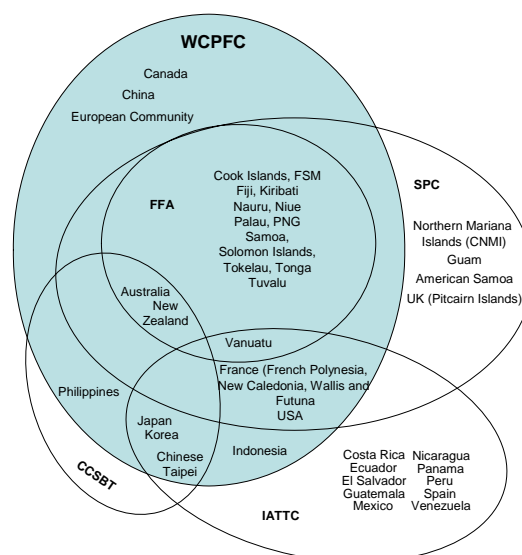 WCPFC
Canada
China
European Community
FFA
Cook Islands, FSM
Fiji, Kiribati
Nauru, Niue
Palau, PNG
Samoa,
Solomon Islands,
Tokelau, Tonga
Tuvalu
SPC
Northern Mariana
Islands (CNMI)
Guam
American Samoa
UK (Pitcairn Islands)
Australia
New
Zealand
Vanuatu
France (French Polynesia,
New Caledonia, Wallis and
Futuna
USA
Philippines
Japan
Korea
Chinese
Taipei
Indonesia
CCSBT
Costa Rica
Ecuador
El Salvador
Guatemala
Mexico
Nicaragua
Panama
Peru
Spain
Venezuela
IATTC